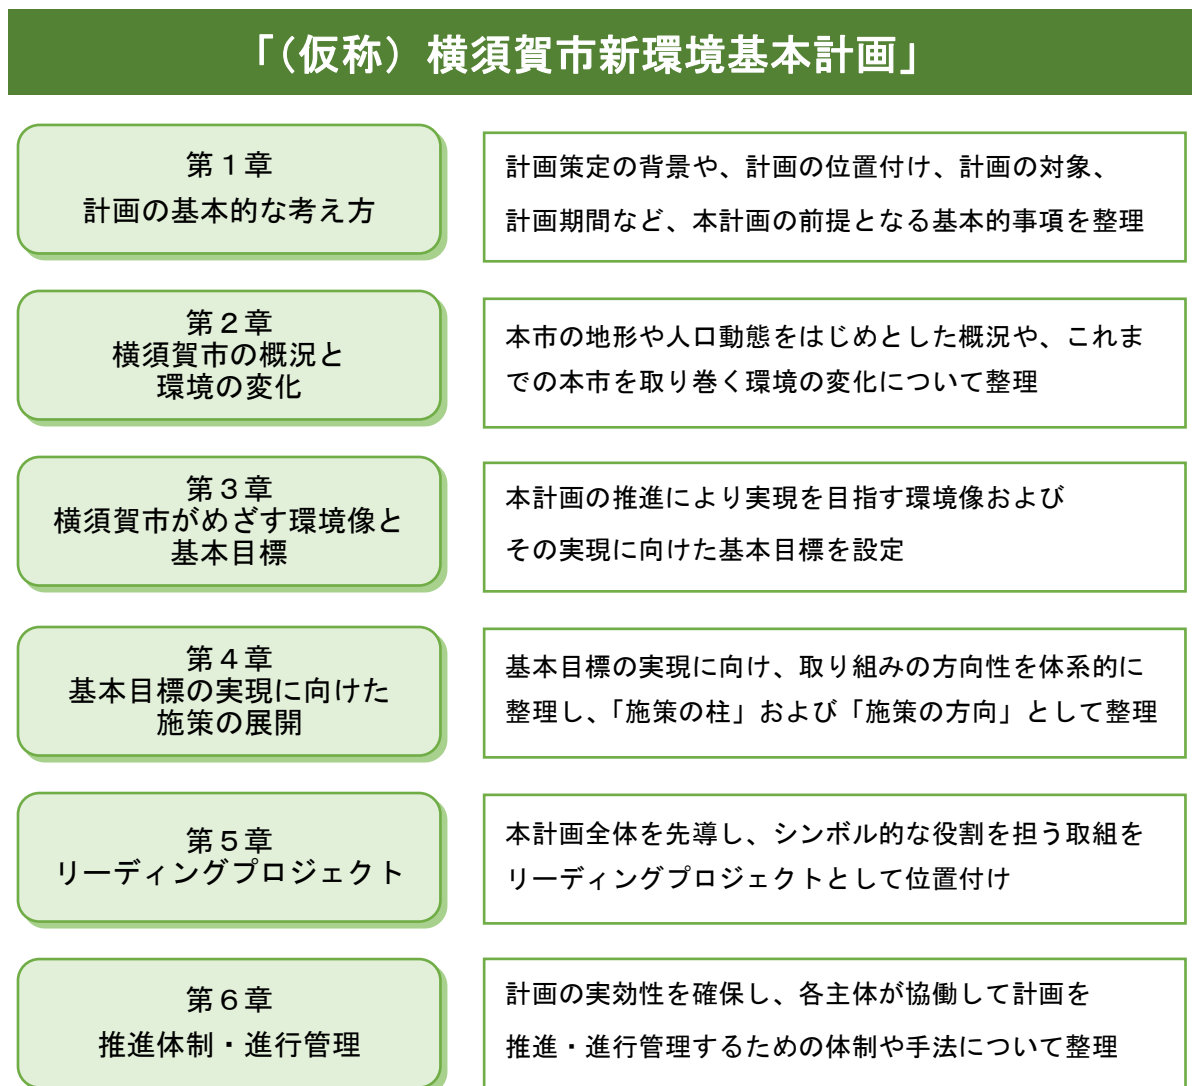 「（仮称）横須賀市新環境基本計画」
第１章
計画の基本的な考え方
計画策定の背景や、計画の位置付け、計画の対象、
計画期間など、本計画の前提となる基本的事項を整理
第２章
横須賀市の概況と
環境の変化
本市の地形や人口動態をはじめとした概況や、これま
での本市を取り巻く環境の変化について整理
第３章
横須賀市がめざす環境像と
基本目標
本計画の推進により実現を目指す環境像および
その実現に向けた基本目標を設定
第４章
基本目標の実現に向けた
施策の展開
基本目標の実現に向け、取り組みの方向性を体系的に
整理し、「施策の柱」および「施策の方向」として整理
第５章
リーディングプロジェクト
本計画全体を先導し、シンボル的な役割を担う取組を
リーディングプロジェクトとして位置付け
第６章
推進体制・進行管理
計画の実効性を確保し、各主体が協働して計画を
推進・進行管理するための体制や手法について整理